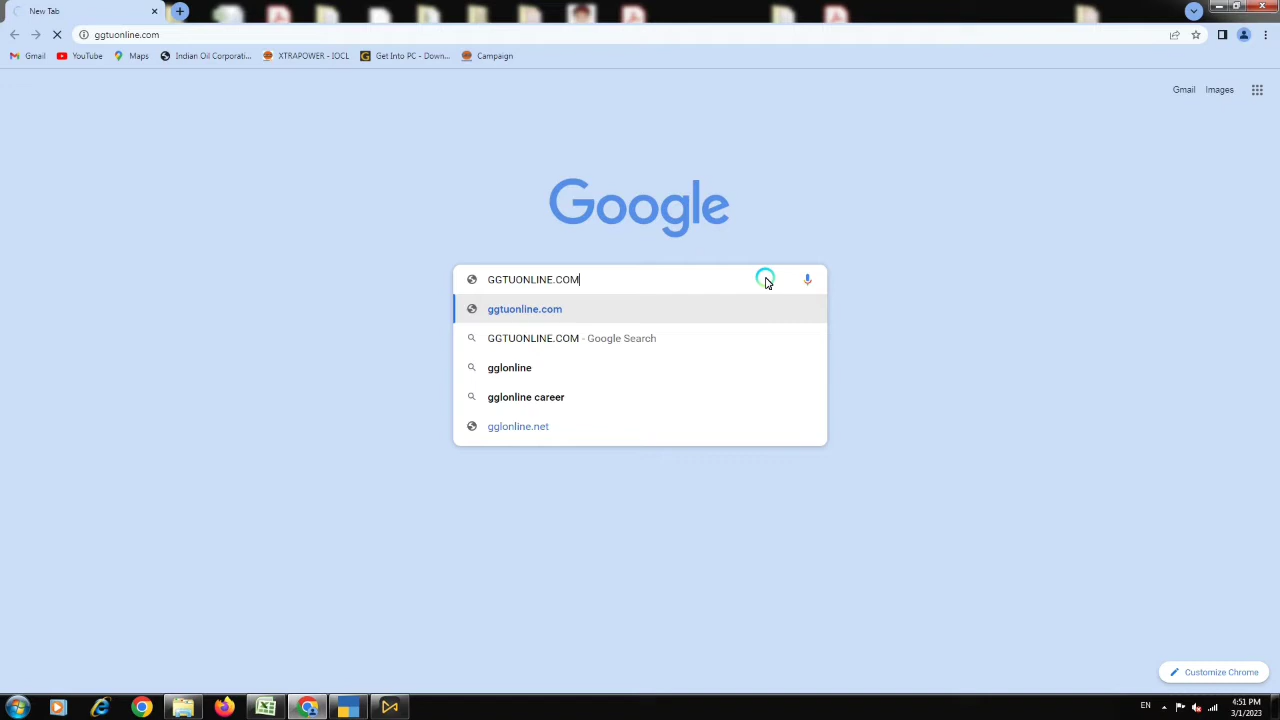 New Tab
ggtuonline.com
Gmail
YouTube
Maps
Indian Oil Corporati...
XTRAPOWER - IOCL
Get Into PC - Down...
Campaign
Gmail
Images
Google
GGTUONLINE.COM
ggtuonline.com
GGTUONLINE.COM - Google Search
gglonline
gglonline career
gglonline.net
Customize Chrome
EN
4:51 PM
3/1/2023